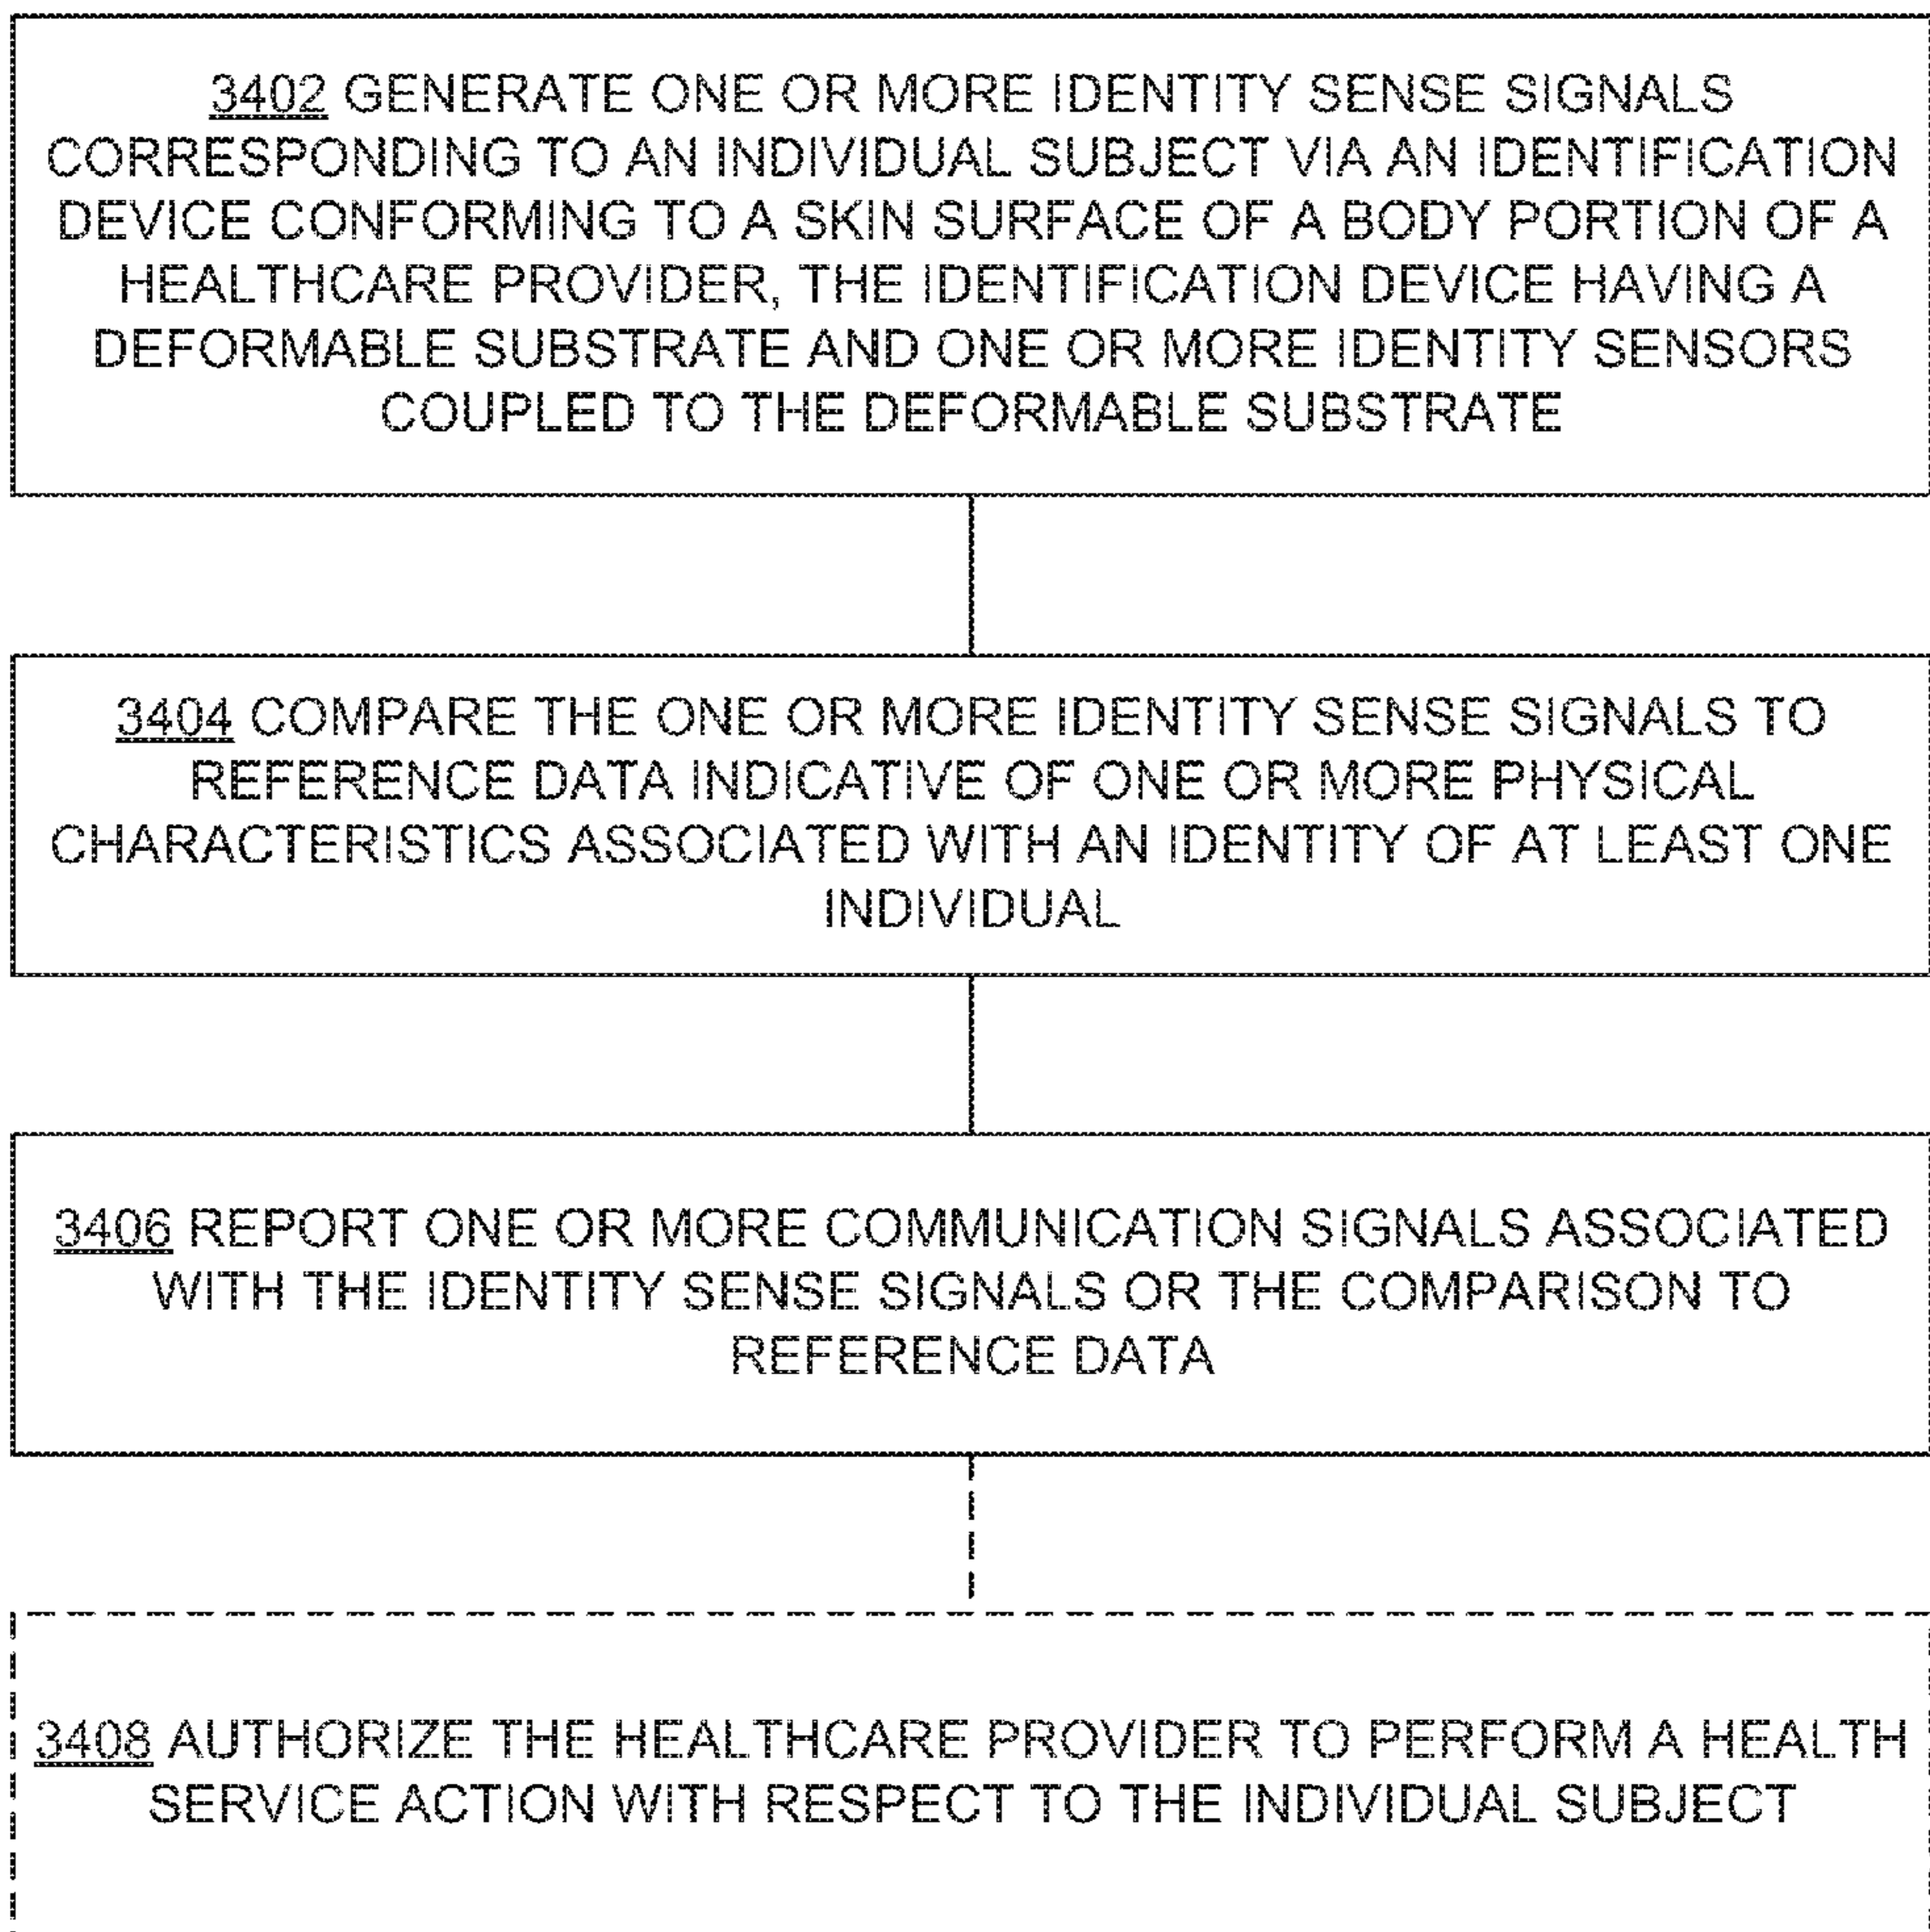 3402 GENERATE ONE OR MORE IDENTITY SENSE SIGNALS
CORRESPONDING TO AN INDIVIDUAL SUBJECT VIA AN IDENTIFICATION
DEVICE CONFORMING TO A SKIN SURFACE OF A BODY PORTION OF A
HEALTHCARE PROVIDER, THE IDENTIFICATION DEVICE HAVING A
DEFORMABLE SUBSTRATE AND ONE OR MORE IDENTITY SENSORS
COUPLED TO THE DEFORMABLE SUBSTRATE
3404 COMPARE THE ONE OR MORE IDENTITY SENSE SIGNALS TO
REFERENCE DATA INDICATIVE OF ONE OR MORE PHYSICAL
CHARACTERISTICS ASSOCIATED WITH AN IDENTITY OF AT LEAST ONE
INDIVIDUAL
3406 REPORT ONE OR MORE COMMUNICATION SIGNALS ASSOCIATED
WITH THE IDENTITY SENSE SIGNALS OR THE COMPARISON TO
REFERENCE DATA
3408 AUTHORIZE THE HEALTHCARE PROVIDER TO PERFORM A HEALTH
SERVICE ACTION WITH RESPECT TO THE INDIVIDUAL SUBJECT